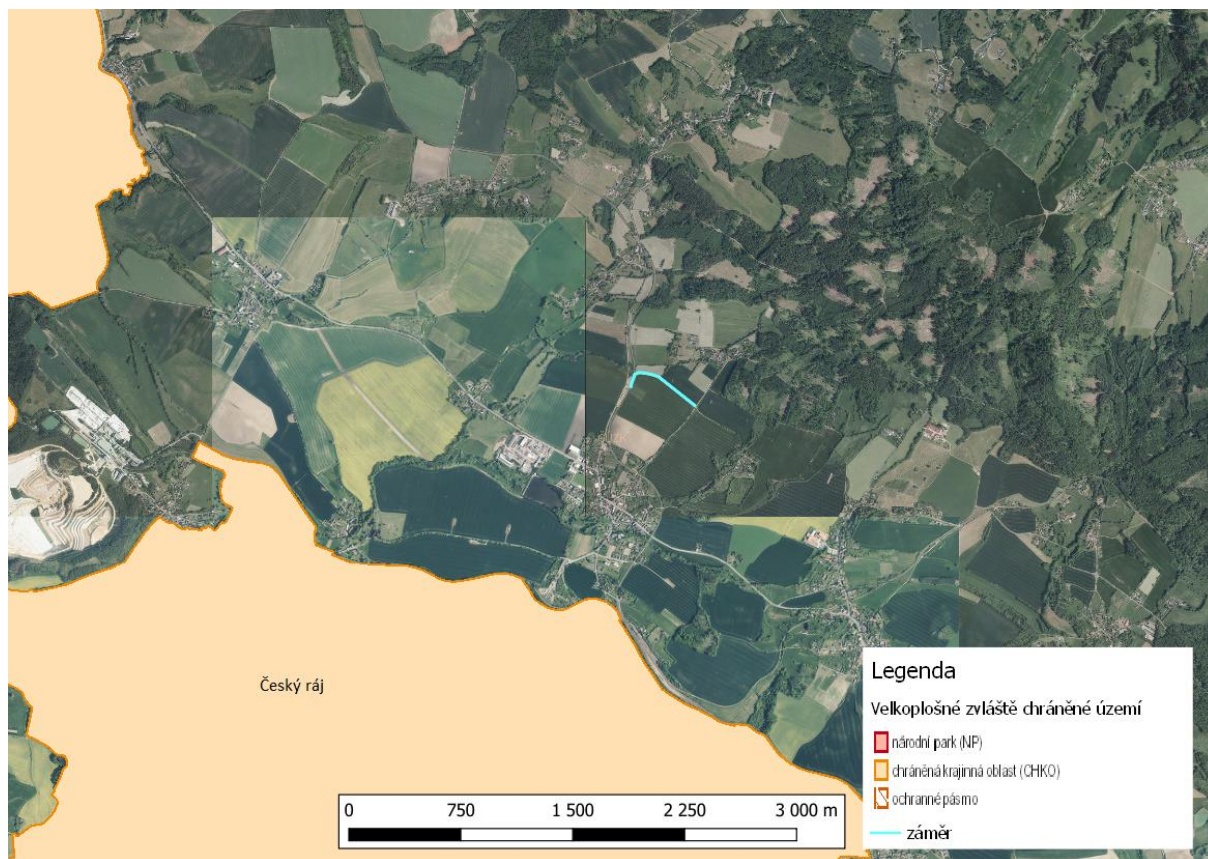 Český ráj
Legenda
Velkoplošné zvláště chráněné území
národní park (NP)
chráněná krajinná oblast (CHKO)
ochranné pásmo
záměr
0 750 1 500 2 250 3 000 m